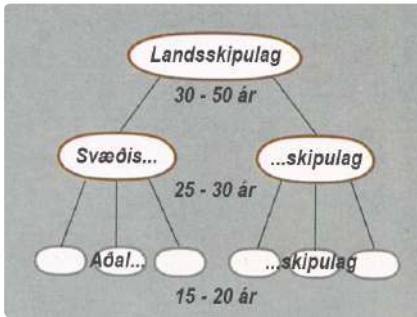 Landsskipulag
30 - 50 ár
Svæðis... ...skipulag
25 - 30 ár
Aðal... ...skipulag
15 - 20 ár